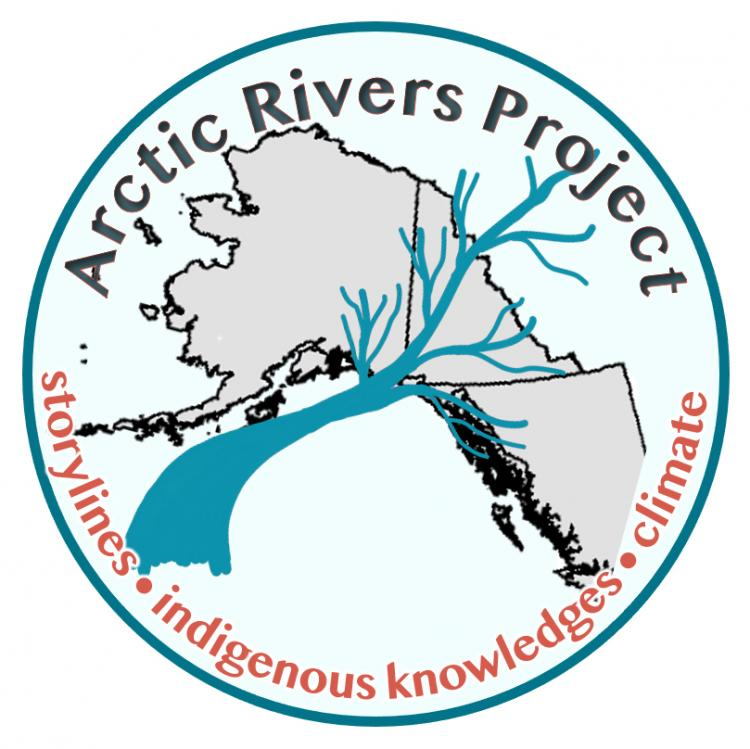 Arctic Rivers Project
storylines • indigenous knowledges • climate